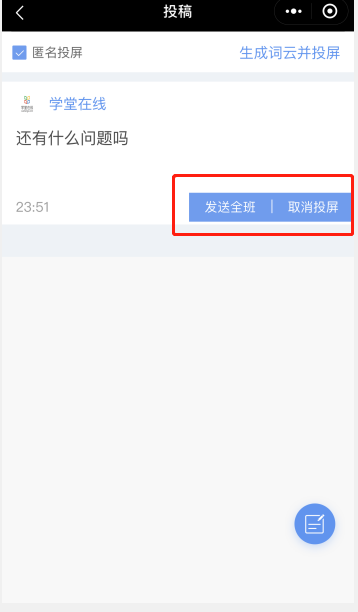 投稿
匿名投屏 生成词云并投屏
学堂在线
还有什么问题吗
23:51 发送全班 | 取消投屏